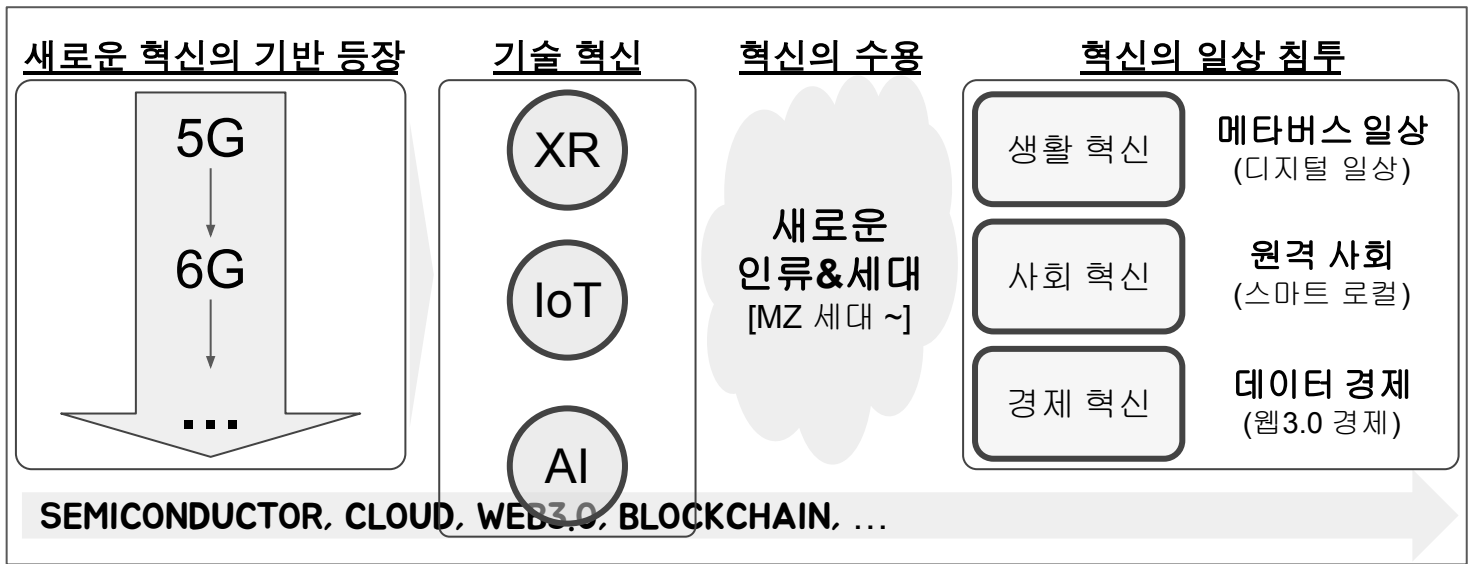 새로운 혁신의 기반 등장
5G
6G
...
기술 혁신
XR
IoT
AI
혁신의 수용
새로운
인류&세대
[MZ 세대 ~]
혁신의 일상 침투
생활 혁신
메타버스 일상
(디지털 일상)
사회 혁신
원격 사회
(스마트 로컬)
경제 혁신
데이터 경제
(웹3.0 경제)
SEMICONDUCTOR, CLOUD, WEB3.0, BLOCKCHAIN, ...